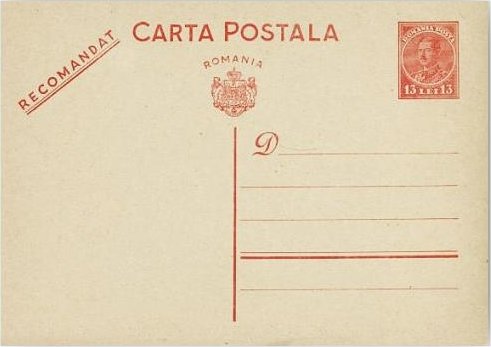 RECOMANDAT
CARTA POSTALA
ROMANIA
ROMANIA POSTA
13 LEI 13
D